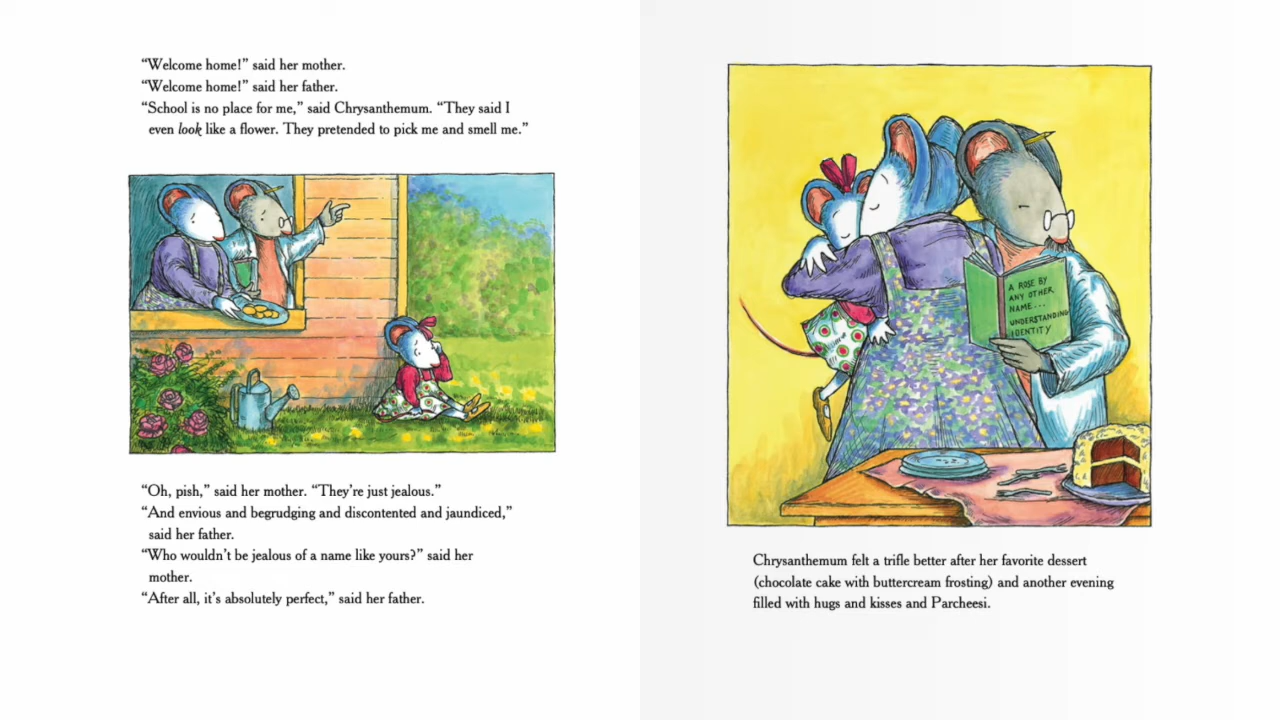 “Welcome home!” said her mother.
“Welcome home!” said her father.
“School is no place for me,” said Chrysanthemum. “They said I
even look like a flower. They pretended to pick me and smell me.”
“Oh, pish,” said her mother. “They’re just jealous.”
“And envious and begrudging and discontented and jaundiced,”
said her father.
“Who wouldn’t be jealous of a name like yours?” said her
mother.
“After all, it’s absolutely perfect,” said her father.
A ROSE BY
ANY OTHER
NAME...
UNDERSTANDING
IDENTITY
Chrysanthemum felt a trifle better after her favorite dessert
(chocolate cake with buttercream frosting) and another evening
filled with hugs and kisses and Parcheesi.